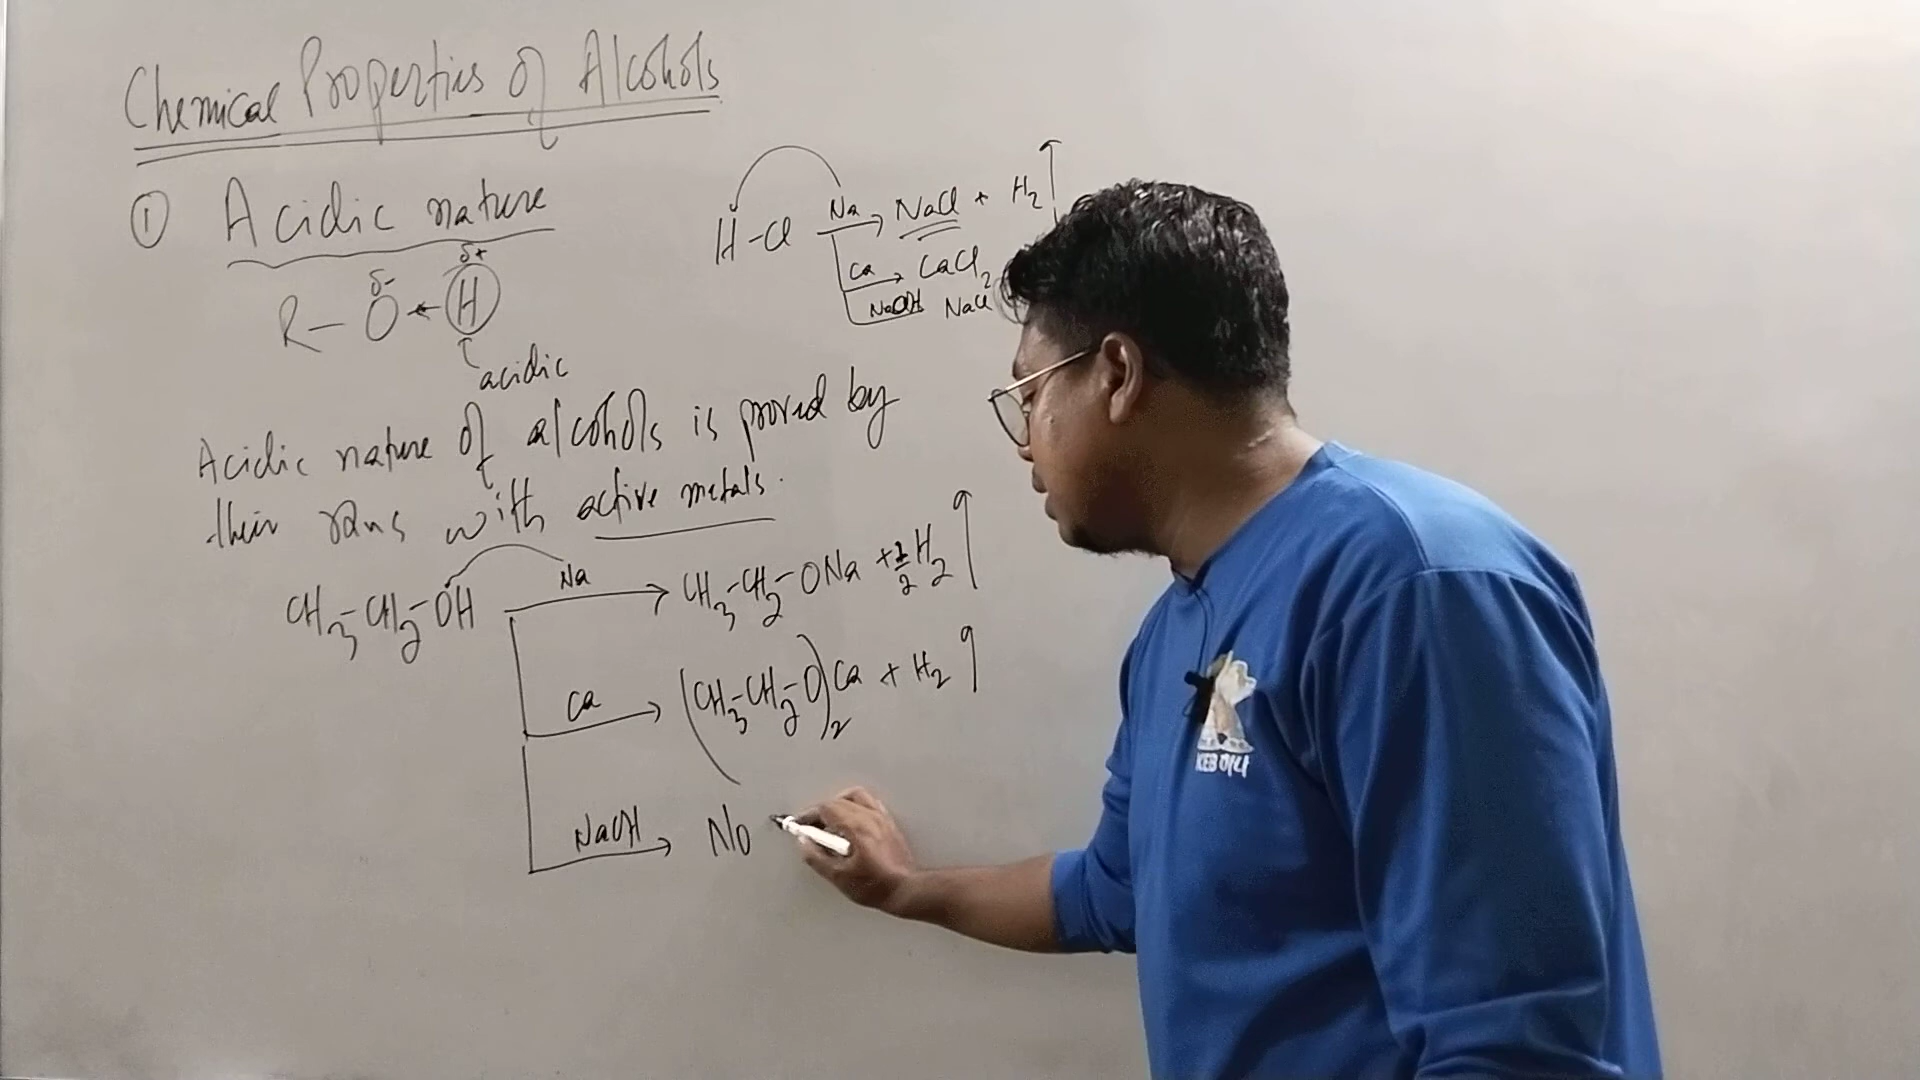 Chemical Properties of Alcohols
① Acidic nature
δ- δ+
R-O←H
↑
acidic
H-Cl Na → NaCl + H2↑
Ca → CaCl2
NaOH NaCl
Acidic nature of alcohols is proved by
their rxns with active metals.
CH3-CH2-OH Na → CH3-CH2-ONa + 1/2 H2↑
Ca → (CH3-CH2-O)2 Ca + H2↑
NaOH → No